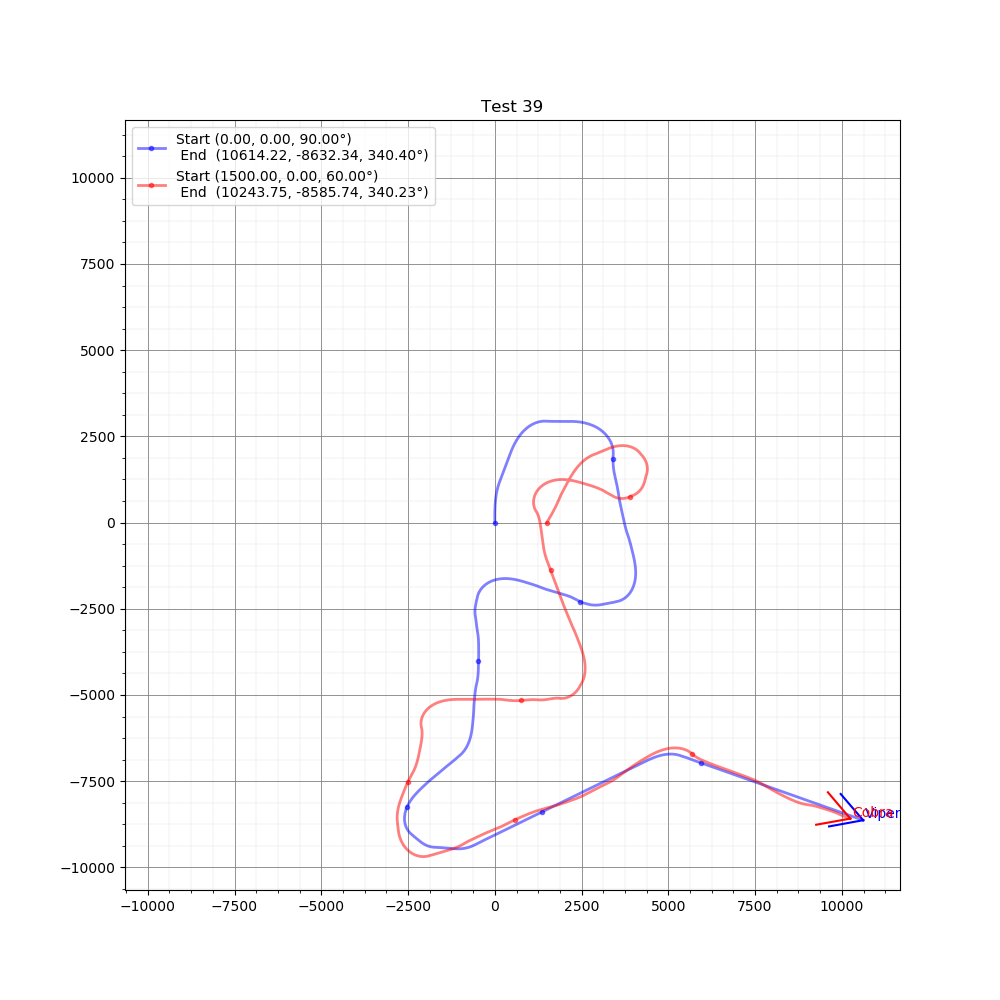 Test 39
Start (0.00, 0.00, 90.00°)
End (10614.22, -8632.34, 340.40°)
Start (1500.00, 0.00, 60.00°)
End (10243.75, -8585.74, 340.23°)
10000
7500
5000
2500
0
−2500
−5000
−7500
−10000
Cobra
Viper
−10000 −7500 −5000 −2500 0 2500 5000 7500 10000